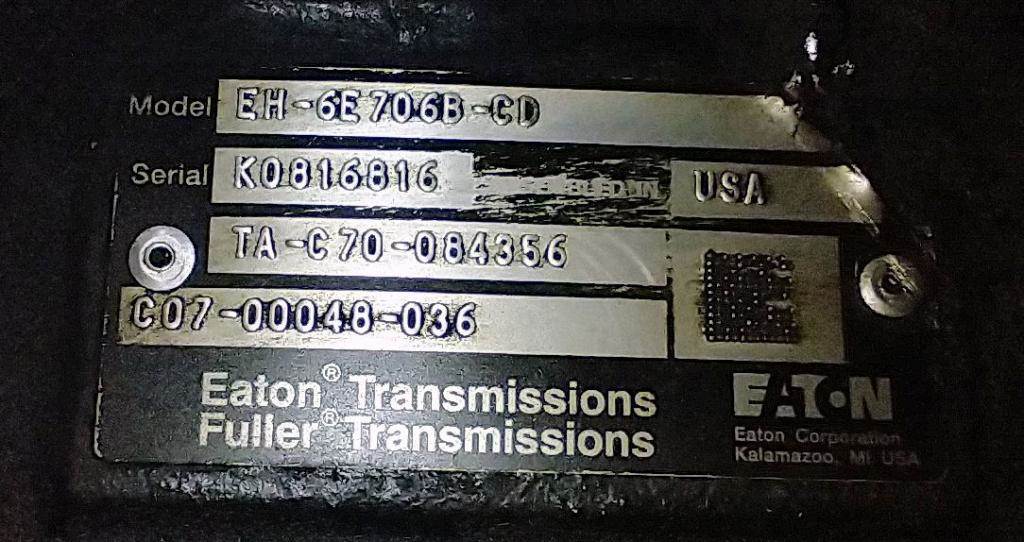 Model EH-6E706B-CD
Serial K0816816 USA
TA-C70-084356
C07-00048-036
Eaton® Transmissions
Fuller® Transmissions
EATON
Eaton Corporation
Kalamazoo, MI USA